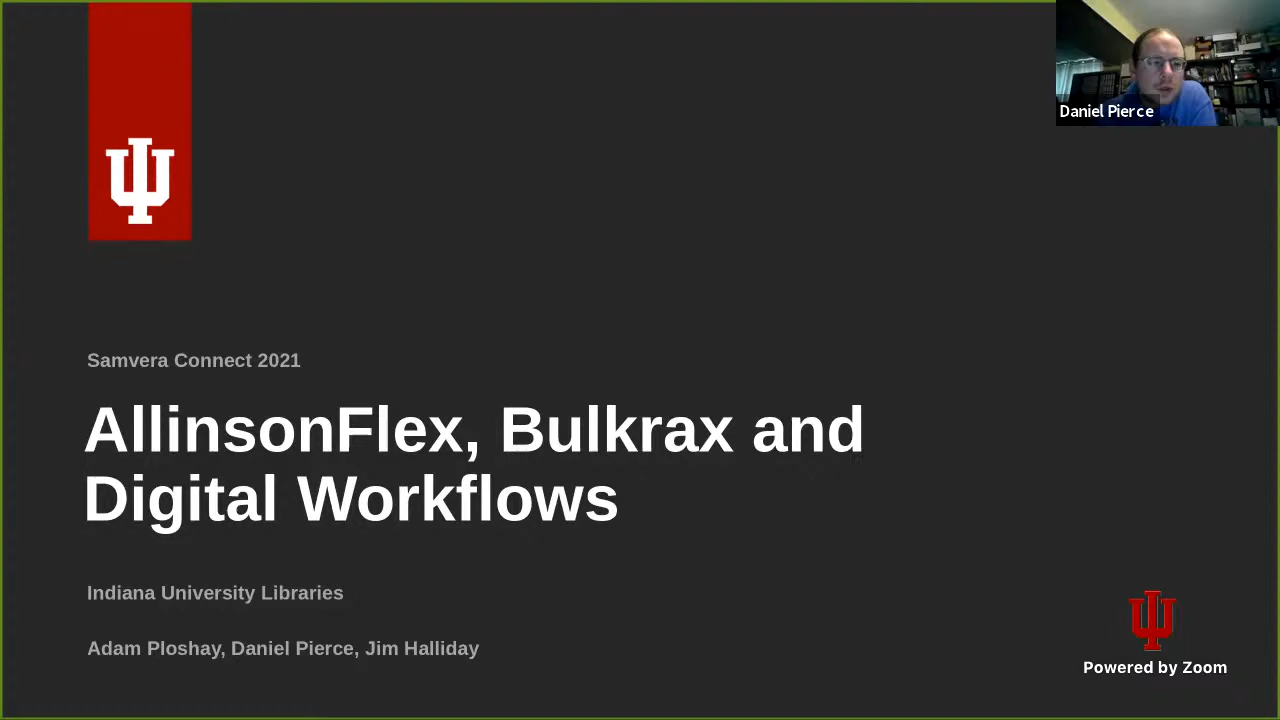 Daniel Pierce
Samvera Connect 2021
AllinsonFlex, Bulkrax and
Digital Workflows
Indiana University Libraries
Adam Ploshay, Daniel Pierce, Jim Halliday
Powered by Zoom